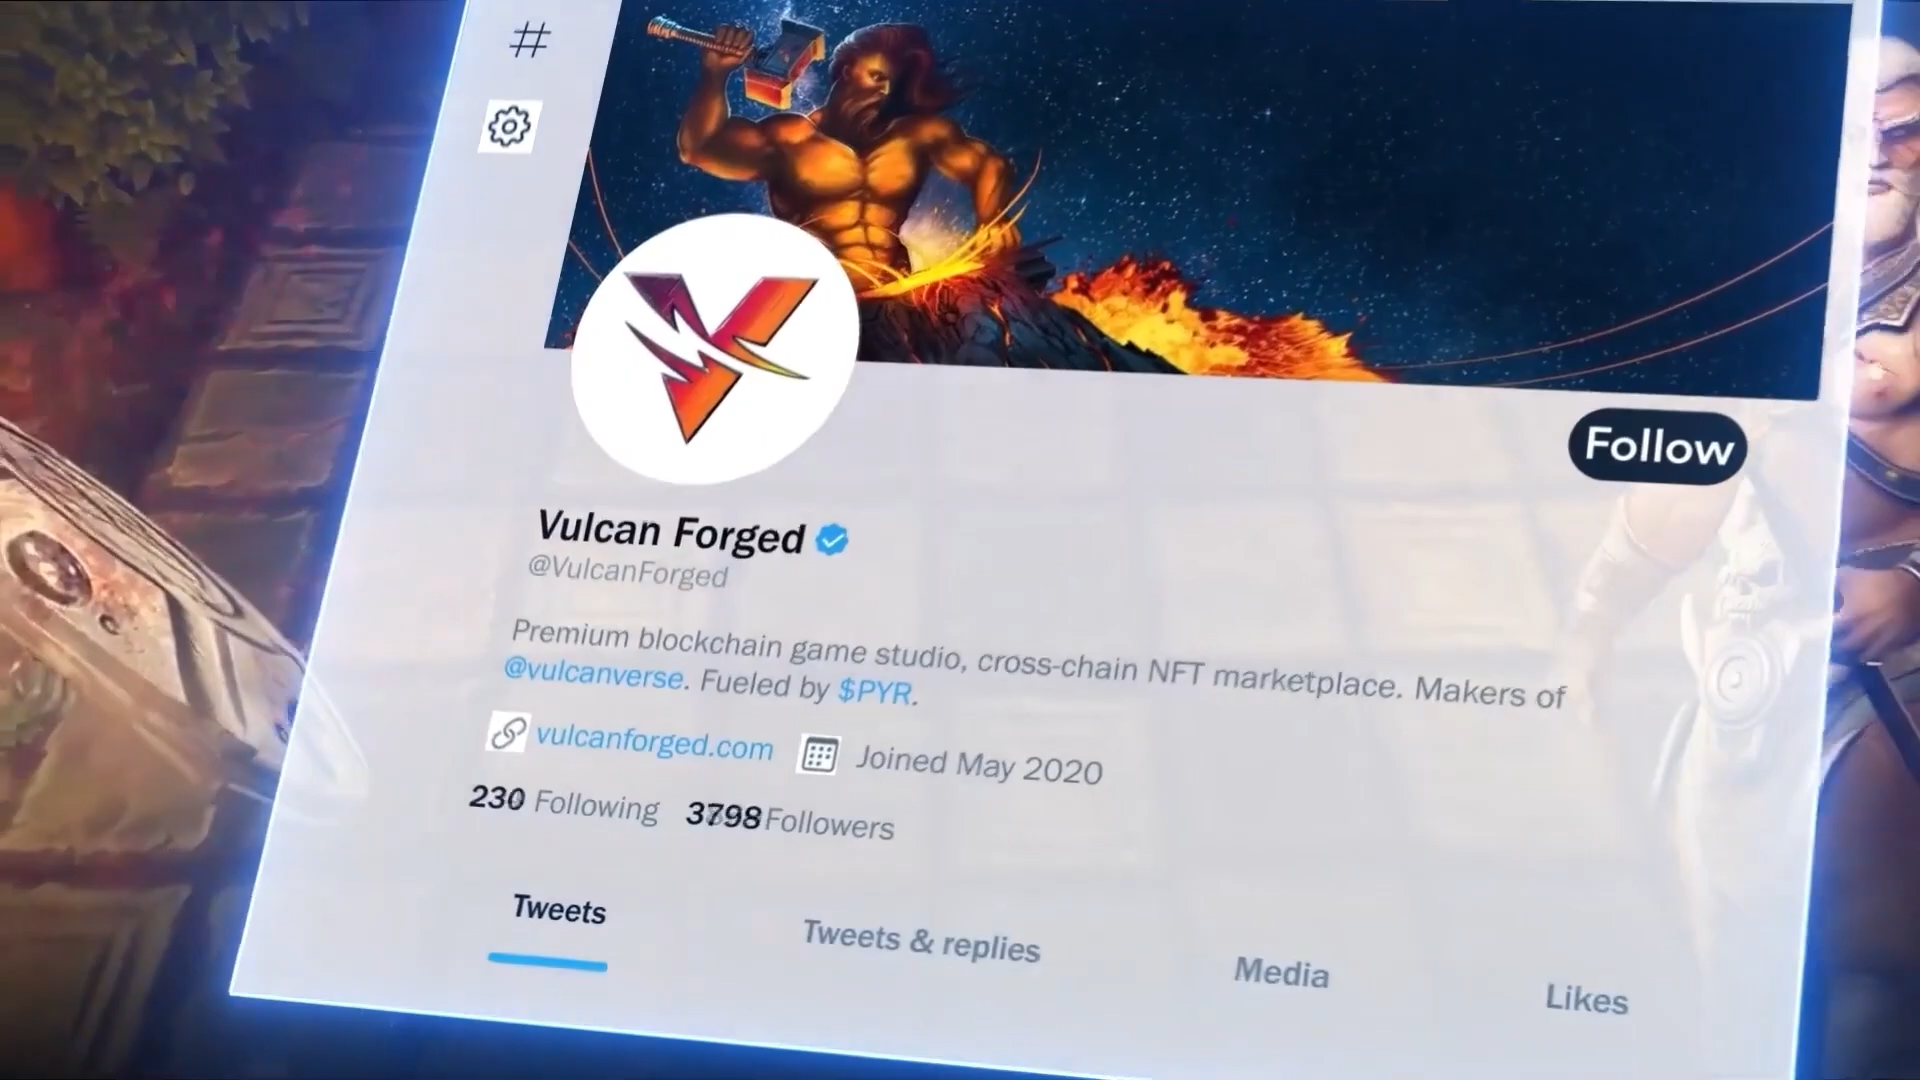 #
Follow
Vulcan Forged
@VulcanForged
Premium blockchain game studio, cross-chain NFT marketplace. Makers of
@vulcanverse. Fueled by $PYR.
vulcanforged.com Joined May 2020
230 Following 3798 Followers
Tweets Tweets & replies Media Likes